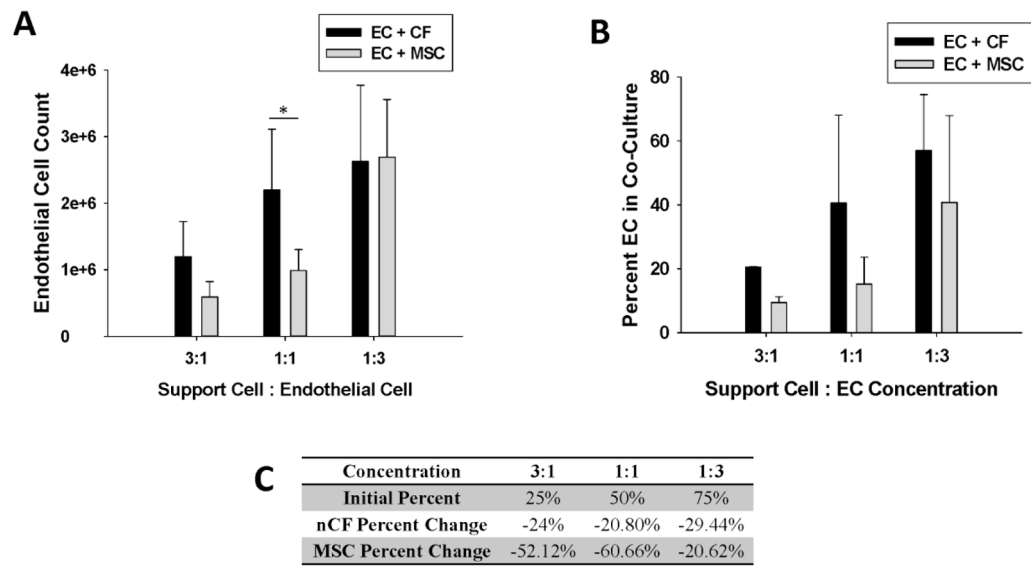 A
EC + CF
EC + MSC
4e+6
3e+6
2e+6
1e+6
0
*
Endothelial Cell Count
3:1 1:1 1:3
Support Cell : Endothelial Cell
B
EC + CF
EC + MSC
80
60
40
20
0
Percent EC in Co-Culture
3:1 1:1 1:3
Support Cell : EC Concentration
C
Concentration 3:1 1:1 1:3
Initial Percent 25% 50% 75%
nCF Percent Change -24% -20.80% -29.44%
MSC Percent Change -52.12% -60.66% -20.62%